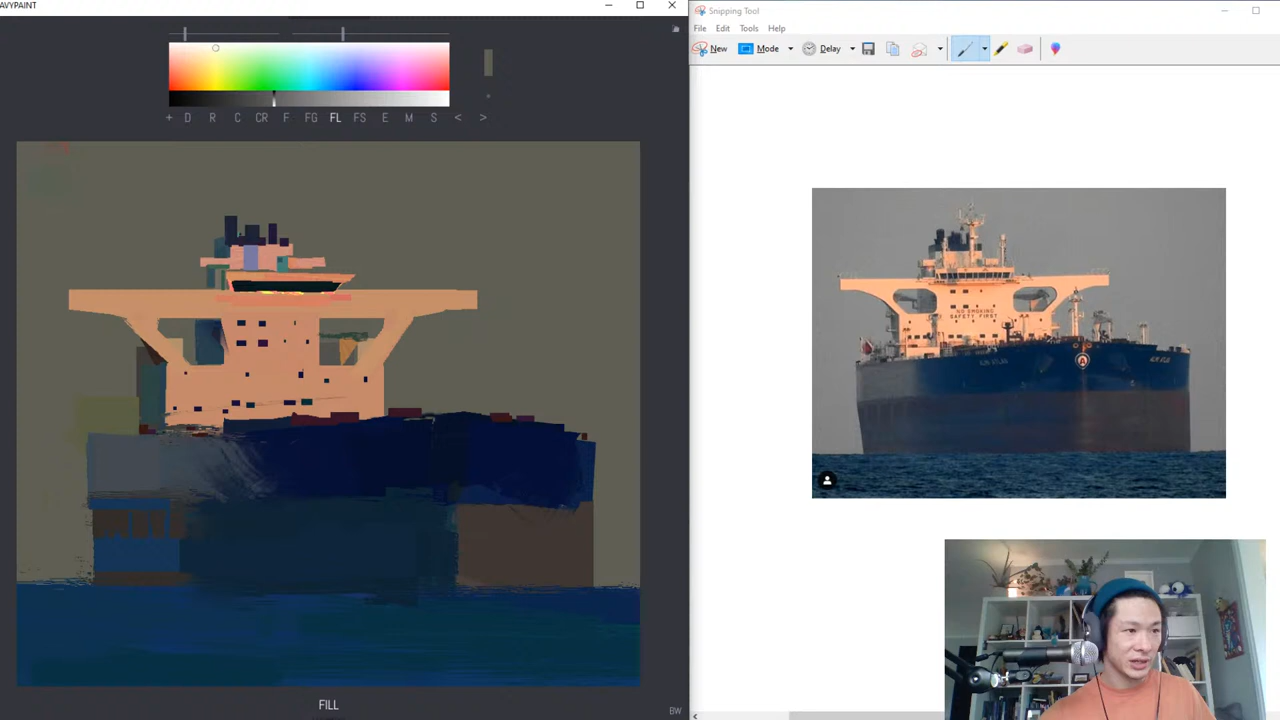 AVYPAINT
+ D R C CR F FG FL FS E M S < >
FILL
BW
Snipping Tool
File Edit Tools Help
New Mode Delay
NO SMOKING
SAFETY FIRST